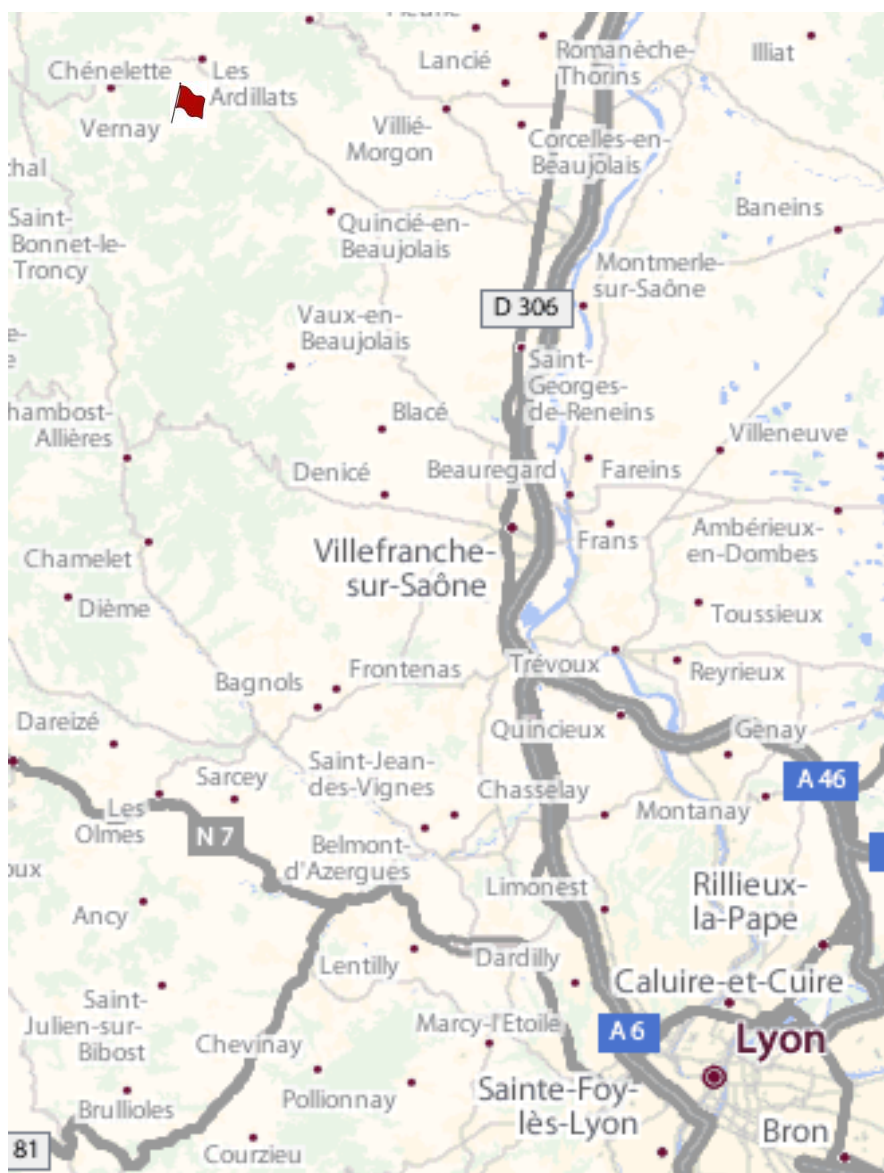 Lancié
Romanèche-
Thorins
Illiat
Chénelette
Les
Ardillats
Vernay
Villié-
Morgon
Corcelles-en-
Beaujolais
Saint-
Bonnet-le-
Troncy
Quincié-en-
Beaujolais
Baneins
Montmerle-
sur-Saône
D 306
Vaux-en-
Beaujolais
Saint-
Georges-
de-Reneins
hambost-
Allières
Blacé
Villeneuve
Denicé
Beauregard
Fareins
Chamelet
Villefranche-
sur-Saône
Frans
Ambérieux-
en-Dombes
Dième
Toussieux
Bagnols
Frontenas
Trévoux
Reyrieux
Dareizé
Quincieux
Genay
Sarcey
Saint-Jean-
des-Vignes
Chasselay
A 46
Les
Olmes
N 7
Montanay
Belmont-
d'Azergues
Limonest
Rillieux-
la-Pape
Ancy
Lentilly
Dardilly
Caluire-et-Cuire
Saint-
Julien-sur-
Bibost
Chevinay
Marcy-l'Etoile
A 6
Lyon
Brullioles
Pollionnay
Sainte-Foy-
lès-Lyon
81
Courzieu
Bron